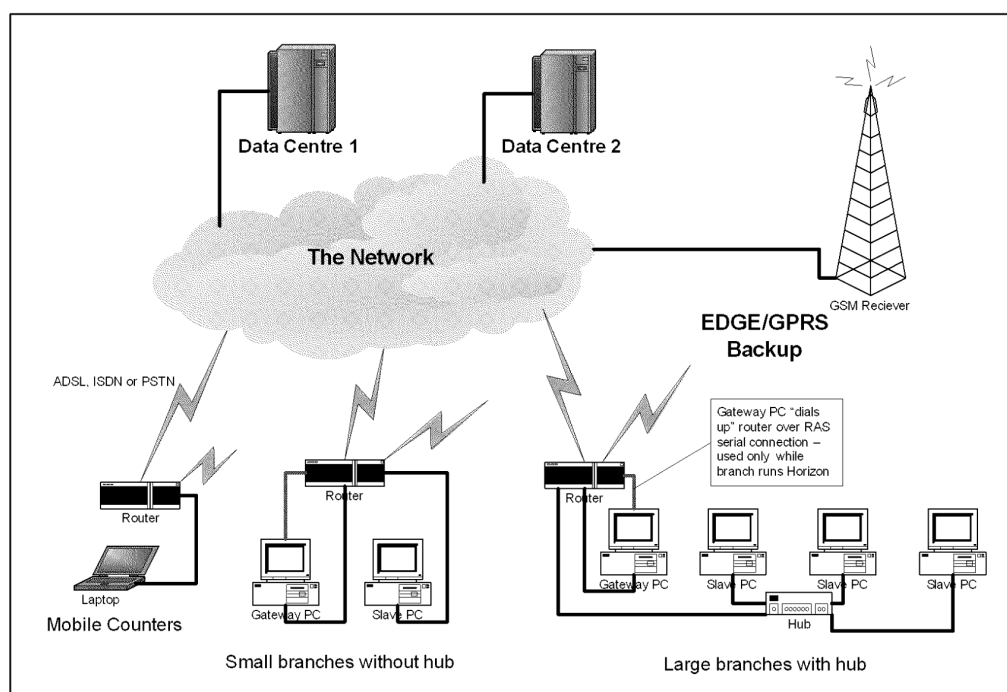 Data Centre 1
Data Centre 2
The Network
GSM Reciever
EDGE/GPRS
Backup
ADSL, ISDN or PSTN
Gateway PC “dials
up” router over RAS
serial connection –
used only while
branch runs Horizon
Router
Router
Router
Laptop
Gateway PC
Slave PC
Gateway PC
Slave PC
Slave PC
Slave PC
Hub
Mobile Counters
Small branches without hub
Large branches with hub